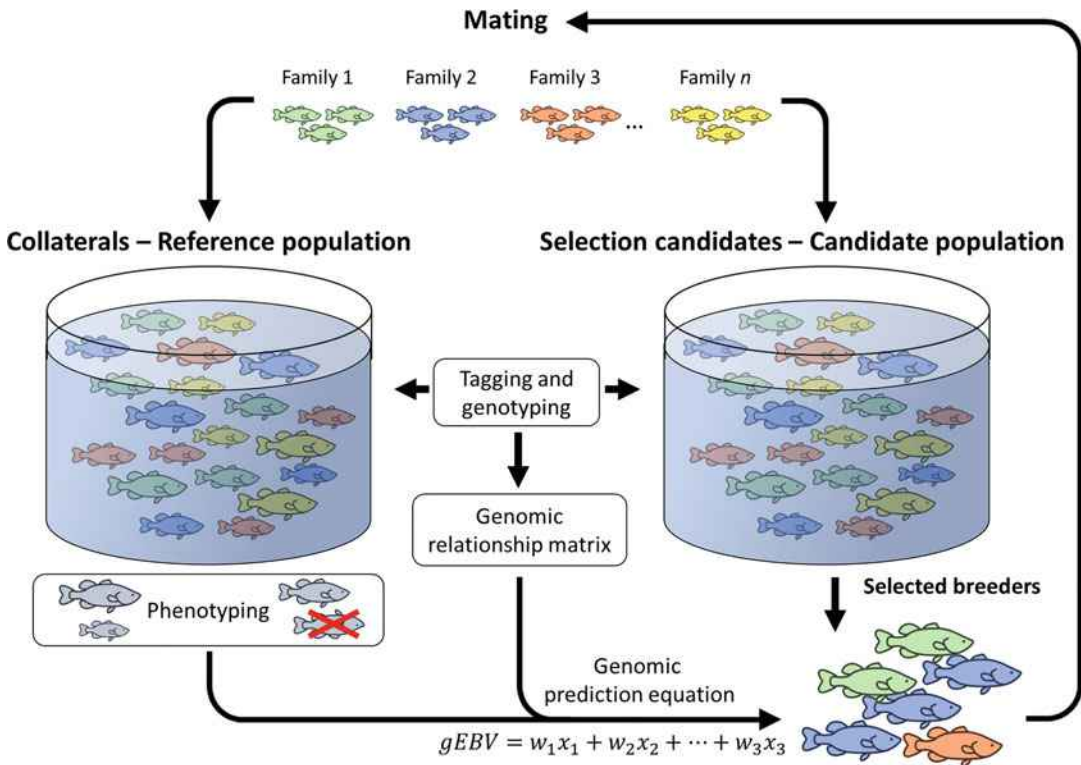 Mating
Family 1
Family 2
Family 3
Family n
...
Collaterals – Reference population
Selection candidates – Candidate population
Tagging and
genotyping
Genomic
relationship matrix
Phenotyping
Selected breeders
Genomic
prediction equation
gEBV = w₁x₁ + w₂x₂ + ⋯ + w₃x₃